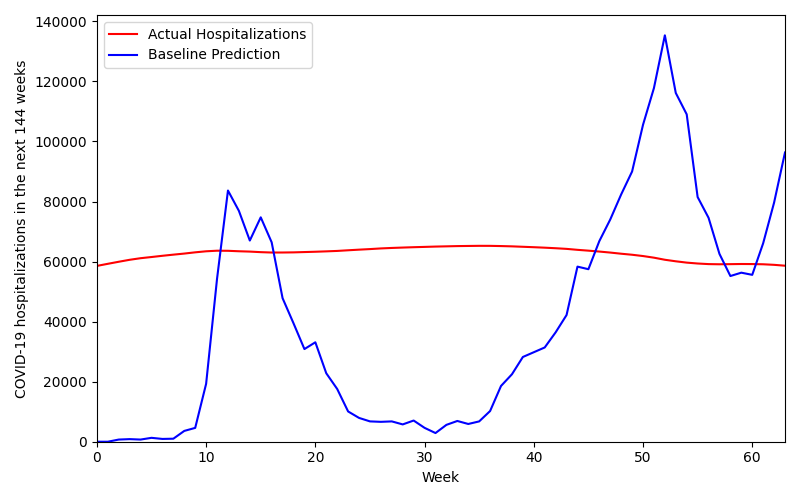 Actual Hospitalizations
Baseline Prediction
COVID-19 hospitalizations in the next 144 weeks
140000
120000
100000
80000
60000
40000
20000
0
0 10 20 30 40 50 60
Week